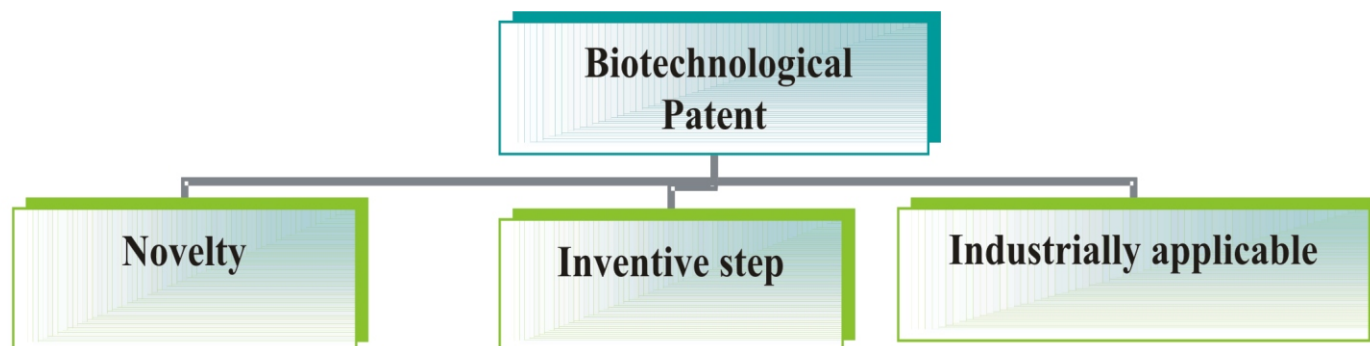 Biotechnological
Patent
Novelty
Inventive step
Industrially applicable